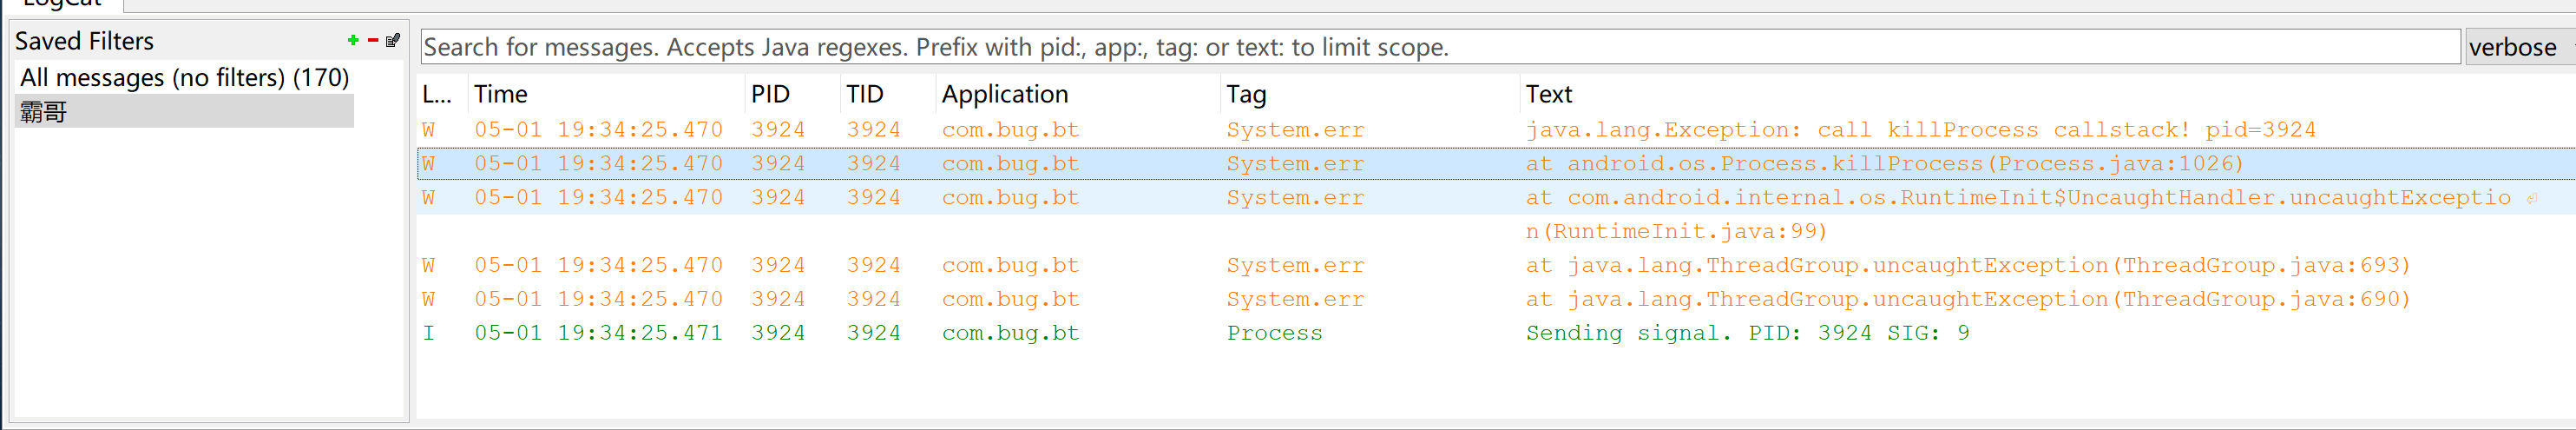 LogCat
Saved Filters
Search for messages. Accepts Java regexes. Prefix with pid:, app:, tag: or text: to limit scope.
verbose
All messages (no filters) (170)
霸哥
L... Time PID TID Application Tag Text
W 05-01 19:34:25.470 3924 3924 com.bug.bt System.err java.lang.Exception: call killProcess callstack! pid=3924
W 05-01 19:34:25.470 3924 3924 com.bug.bt System.err at android.os.Process.killProcess(Process.java:1026)
W 05-01 19:34:25.470 3924 3924 com.bug.bt System.err at com.android.internal.os.RuntimeInit$UncaughtHandler.uncaughtExceptio
n(RuntimeInit.java:99)
W 05-01 19:34:25.470 3924 3924 com.bug.bt System.err at java.lang.ThreadGroup.uncaughtException(ThreadGroup.java:693)
W 05-01 19:34:25.470 3924 3924 com.bug.bt System.err at java.lang.ThreadGroup.uncaughtException(ThreadGroup.java:690)
I 05-01 19:34:25.471 3924 3924 com.bug.bt Process Sending signal. PID: 3924 SIG: 9